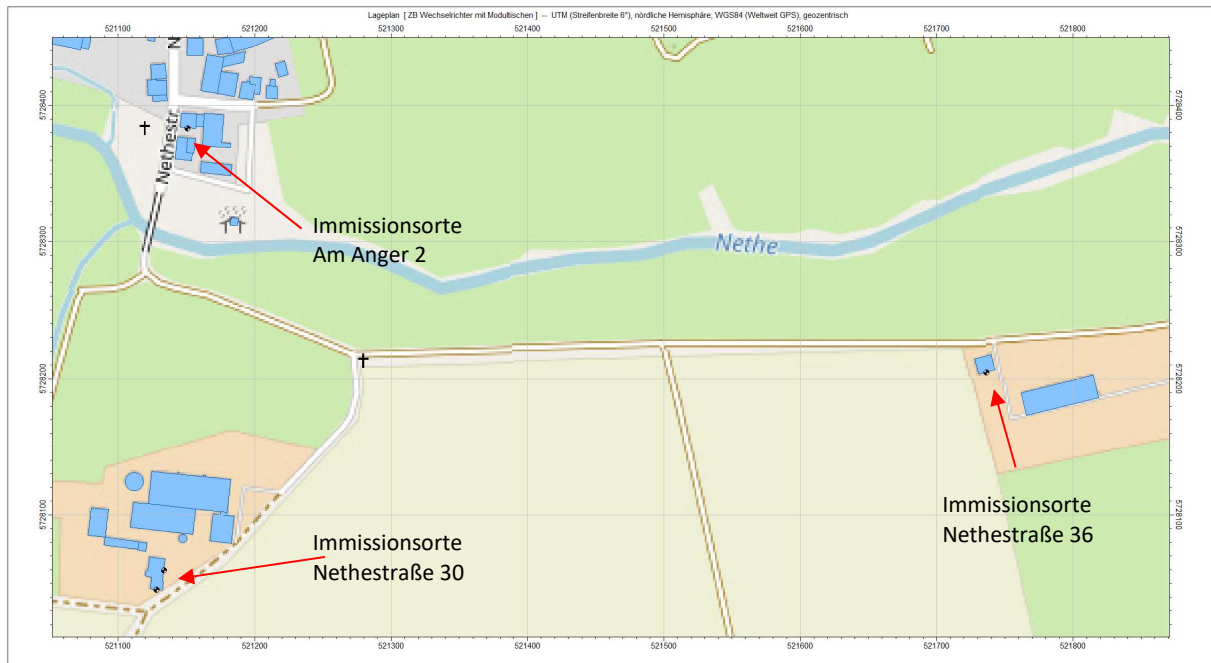 Lageplan [ ZB Wechselrichter mit Modultischen ] -- UTM (Streifenbreite 6°), nördliche Hemisphäre; WGS84 (Weltweit GPS), geozentrisch
521100 521200 521300 521400 521500 521600 521700 521800
N
5728400 5728400
Nethestr.
Immissionsorte
Am Anger 2
5728300 5728300
Nethe
5728200 5728200
5728100 5728100
Immissionsorte
Nethestraße 36
Immissionsorte
Nethestraße 30
521100 521200 521300 521400 521500 521600 521700 521800